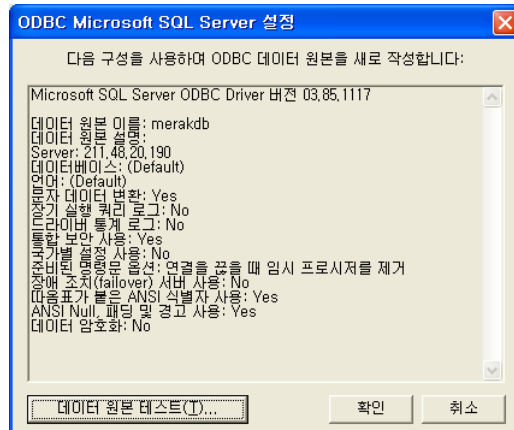 ODBC Microsoft SQL Server 설정
다음 구성을 사용하여 ODBC 데이터 원본을 새로 작성합니다:
Microsoft SQL Server ODBC Driver 버전 03.85.1117
데이터 원본 이름: merakdb
데이터 원본 설명:
Server: 211.48.20.190
데이터베이스: (Default)
언어: (Default)
문자 데이터 변환: Yes
장기 실행 쿼리 로그: No
드라이버 통계 로그: No
통합 보안 사용: Yes
국가별 설정 사용: No
준비된 명령문 옵션: 연결을 끊을 때 임시 프로시저를 제거
장애 조치(failover) 서버 사용: No
따옴표가 붙은 ANSI 식별자 사용: Yes
ANSI Null, 패딩 및 경고 사용: Yes
데이터 암호화: No
데이터 원본 테스트(T)...
확인
취소